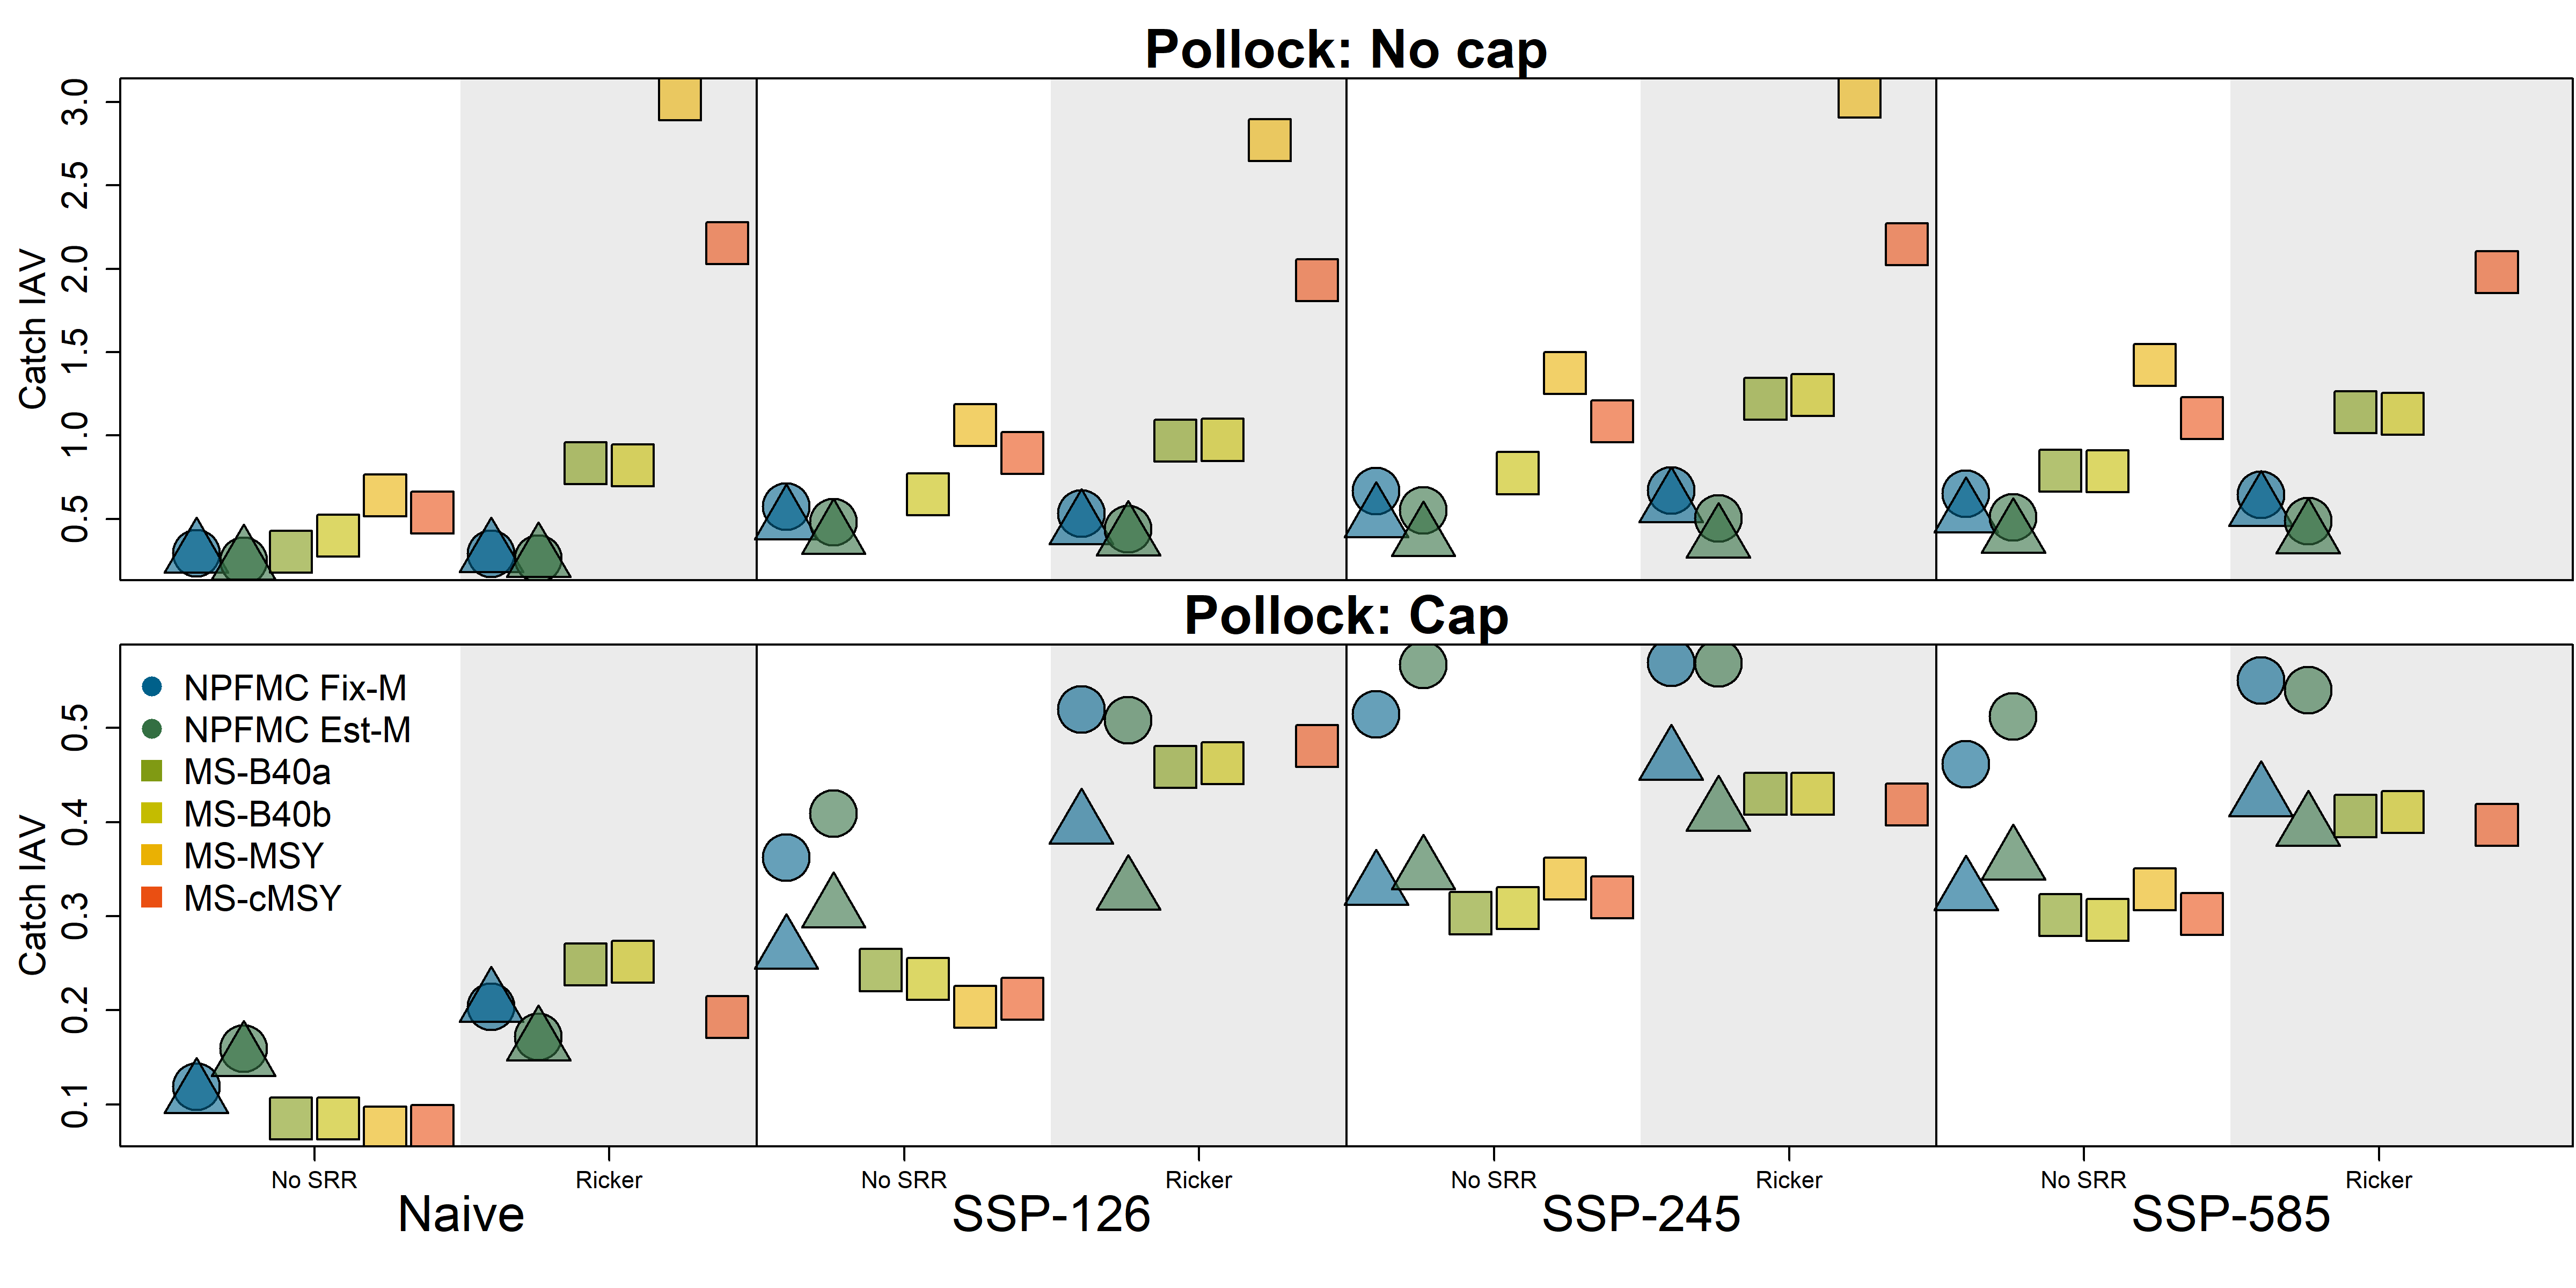 Pollock: No cap
Catch IAV
3.0
2.5
2.0
1.5
1.0
0.5
Pollock: Cap
Catch IAV
0.5
0.4
0.3
0.2
0.1
NPFMC Fix-M
NPFMC Est-M
MS-B40a
MS-B40b
MS-MSY
MS-cMSY
No SRR Ricker No SRR Ricker No SRR Ricker No SRR Ricker
Naive SSP-126 SSP-245 SSP-585